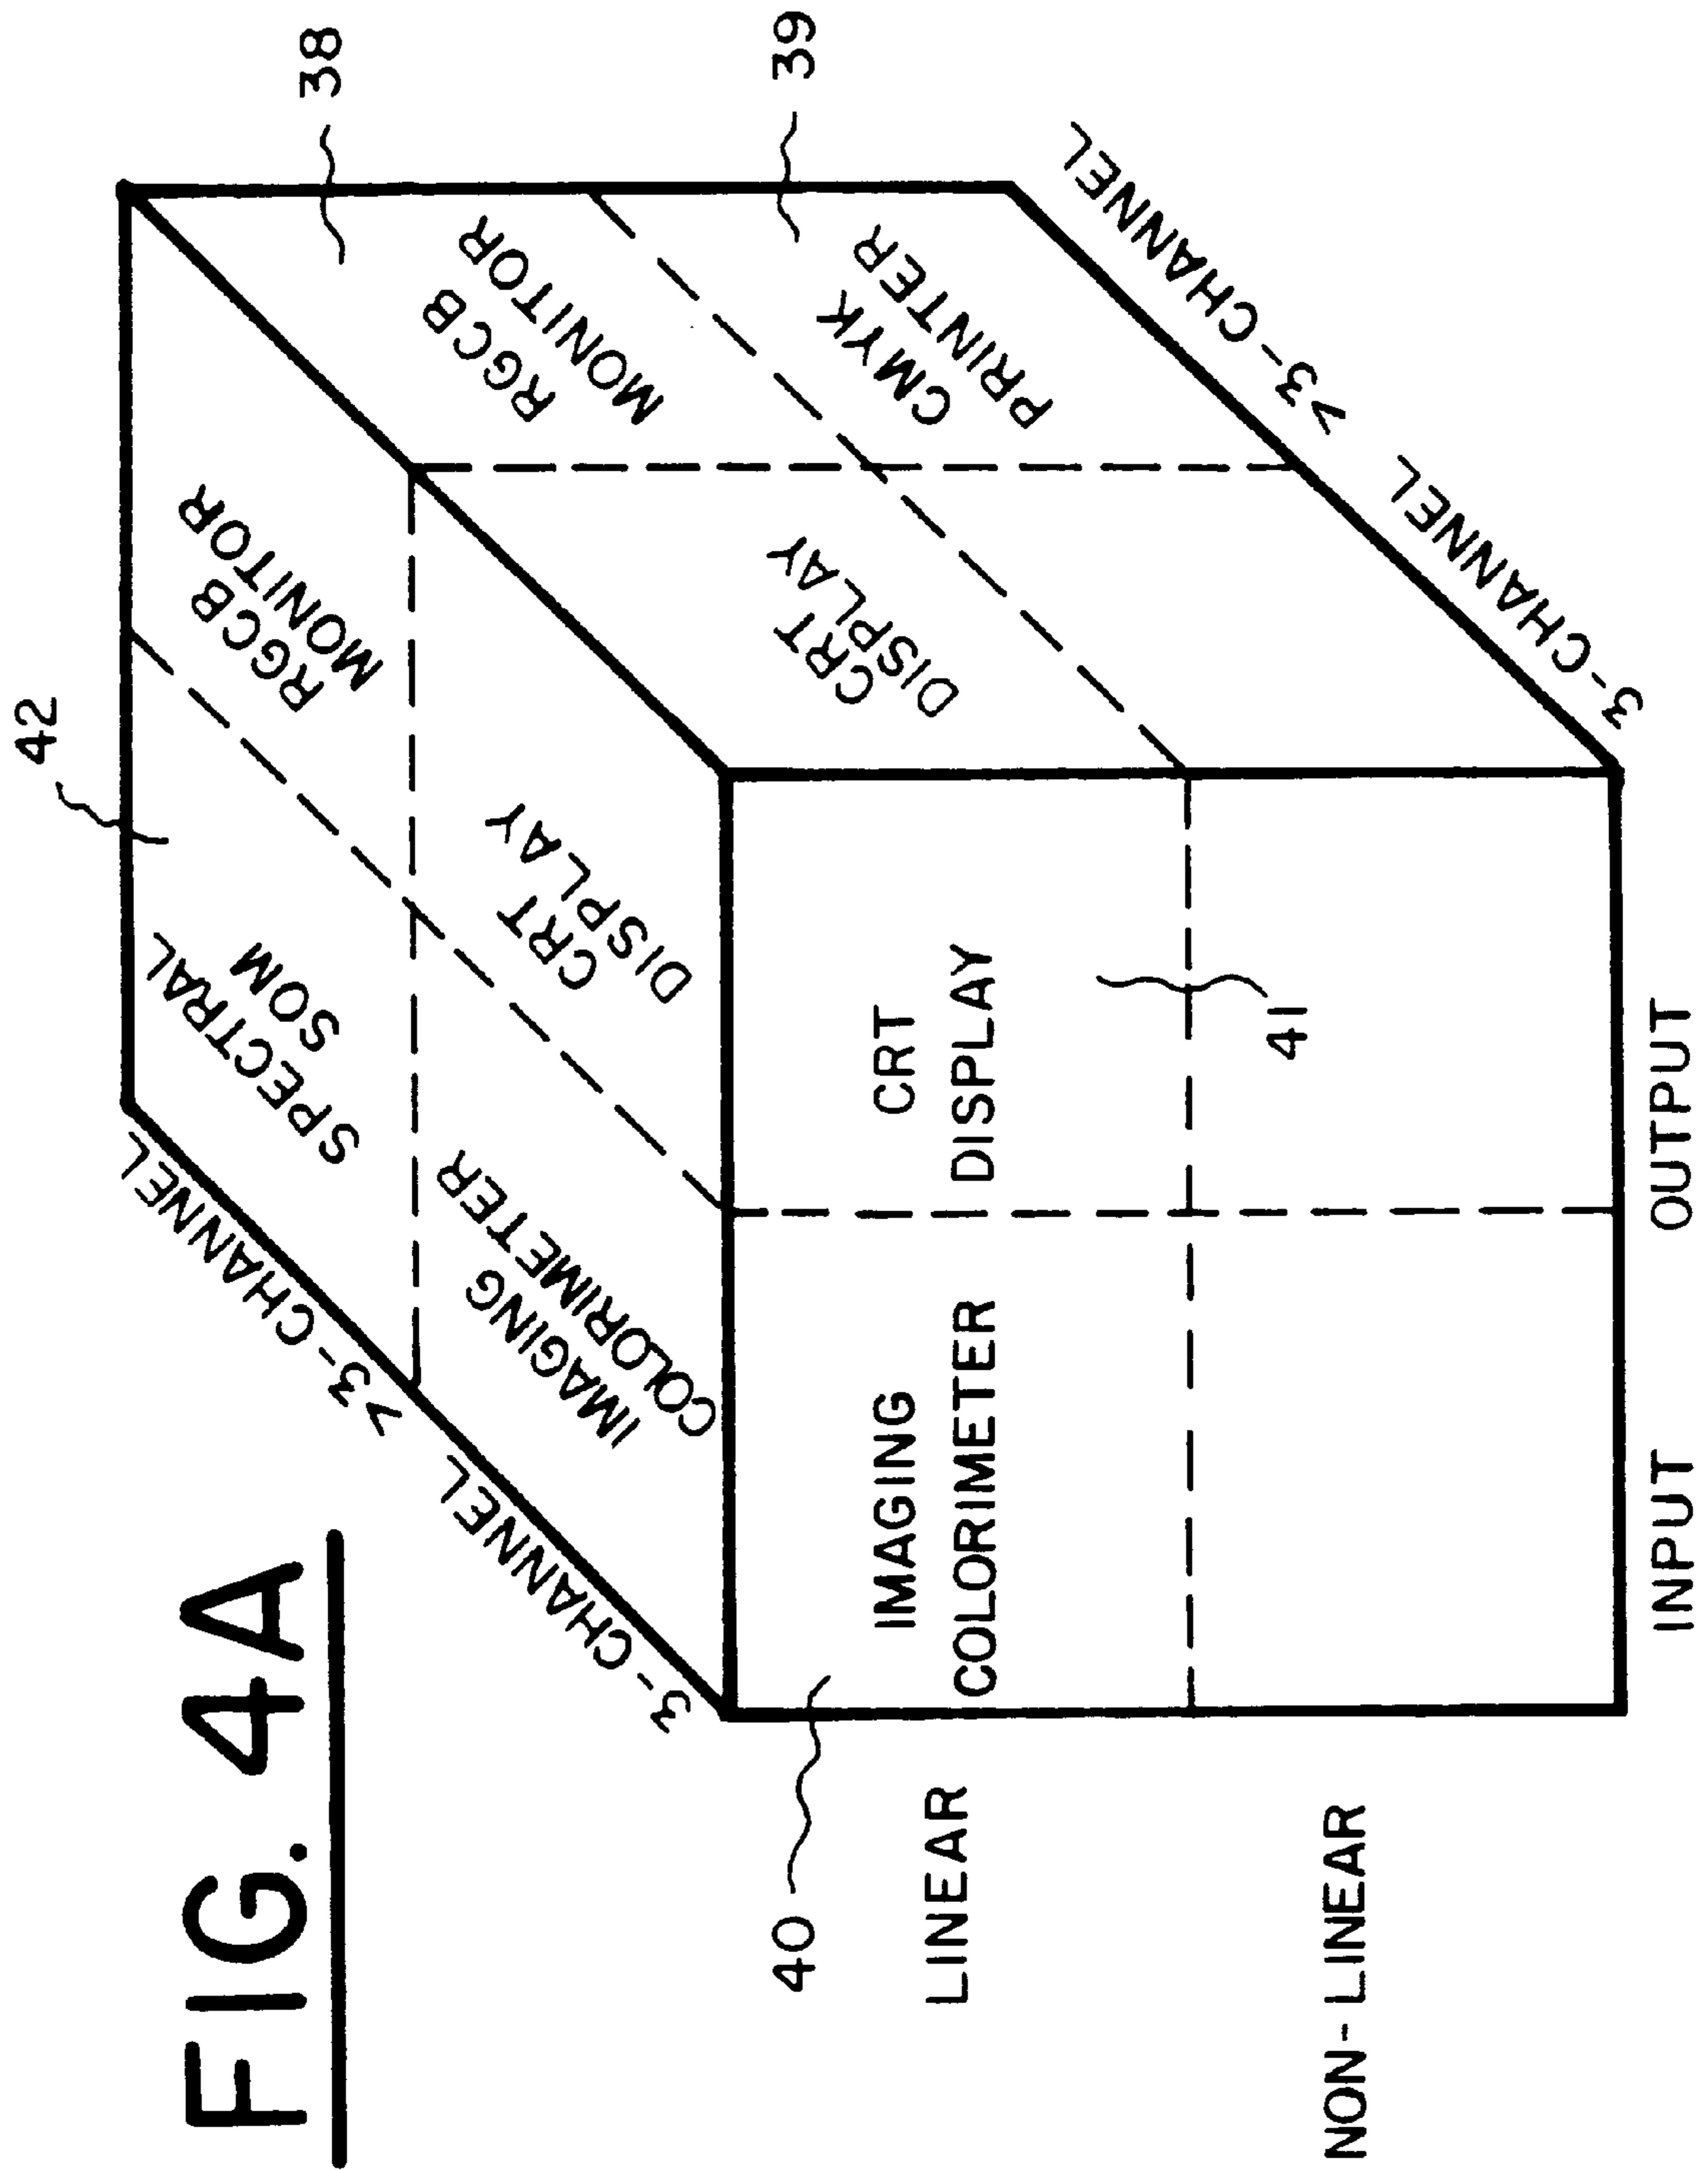 FIG. 4A
42
38
39
40
41
>3-CHANNEL
3-CHANNEL
SPECTRAL
SOM
RGCB
MONITOR
IMAGING
COLORIMETER
CRT
DISPLAY
RGCB
MONITOR
CMYK
PRINTER
CRT
DISPLAY
IMAGING
COLORIMETER
CRT
DISPLAY
LINEAR
NON-LINEAR
INPUT
OUTPUT
3-CHANNEL
>3-CHANNEL